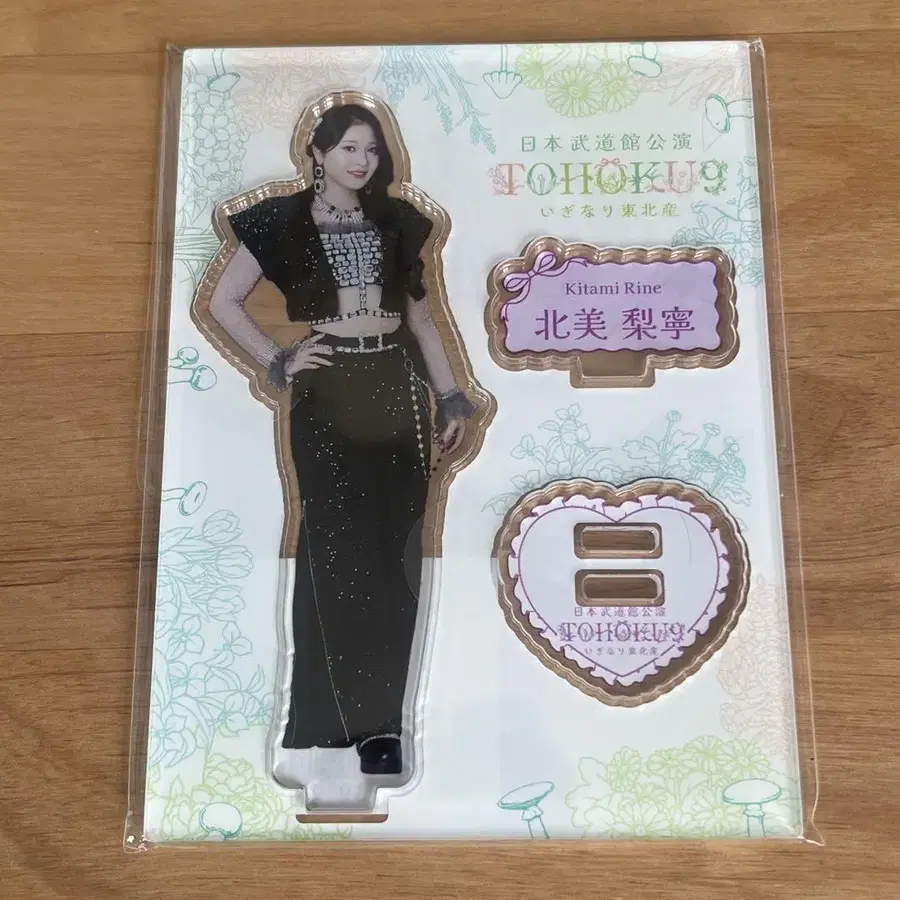 日本武道館公演
TOHOKU9
いぎなり東北産
Kitami Rine
北美 梨寧
日本武道館公演
TOHOKU9
いぎなり東北産